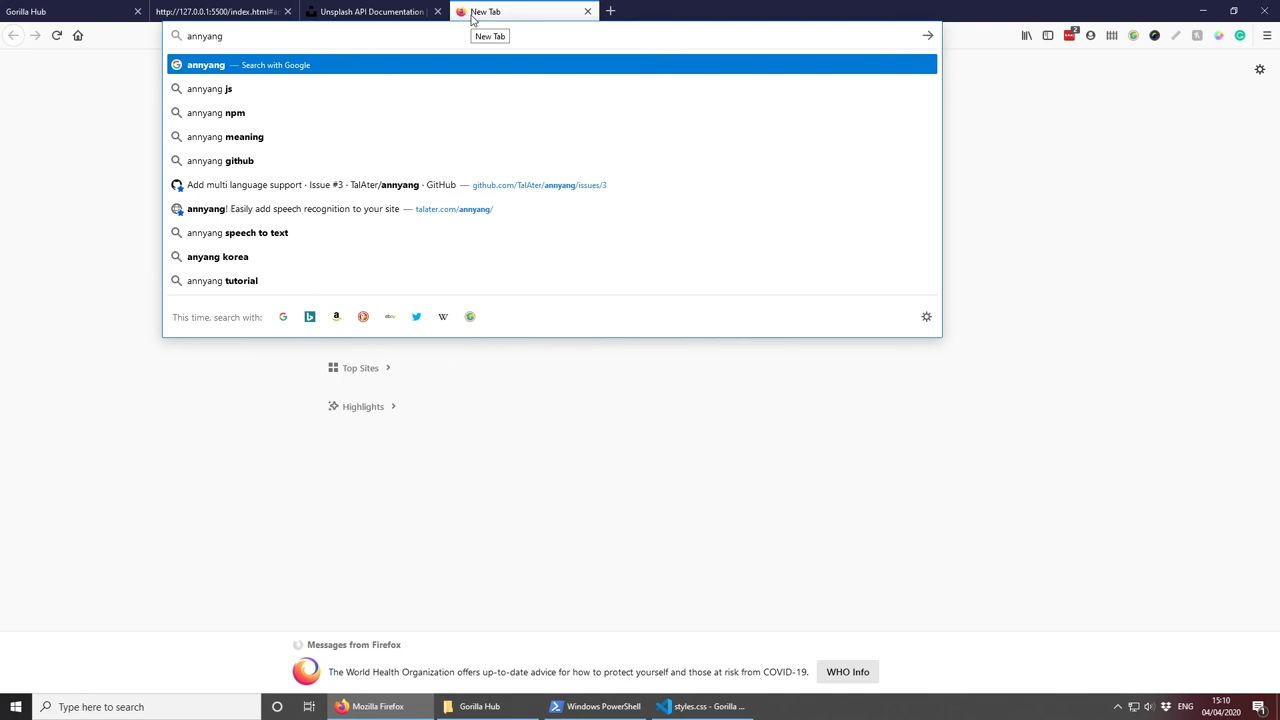 Gorilla Hub
http://127.0.0.1:5500/index.html#a
Unsplash API Documentation |
New Tab
annyang
New Tab
annyang — Search with Google
annyang js
annyang npm
annyang meaning
annyang github
Add multi language support · Issue #3 · TalAter/annyang · GitHub — github.com/TalAter/annyang/issues/3
annyang! Easily add speech recognition to your site — talater.com/annyang/
annyang speech to text
anyang korea
annyang tutorial
This time, search with:
Top Sites
Highlights
Messages from Firefox
The World Health Organization offers up-to-date advice for how to protect yourself and those at risk from COVID-19.
WHO Info
Type here to search
Mozilla Firefox
Gorilla Hub
Windows PowerShell
styles.css - Gorilla ...
ENG
15:10
04/04/2020